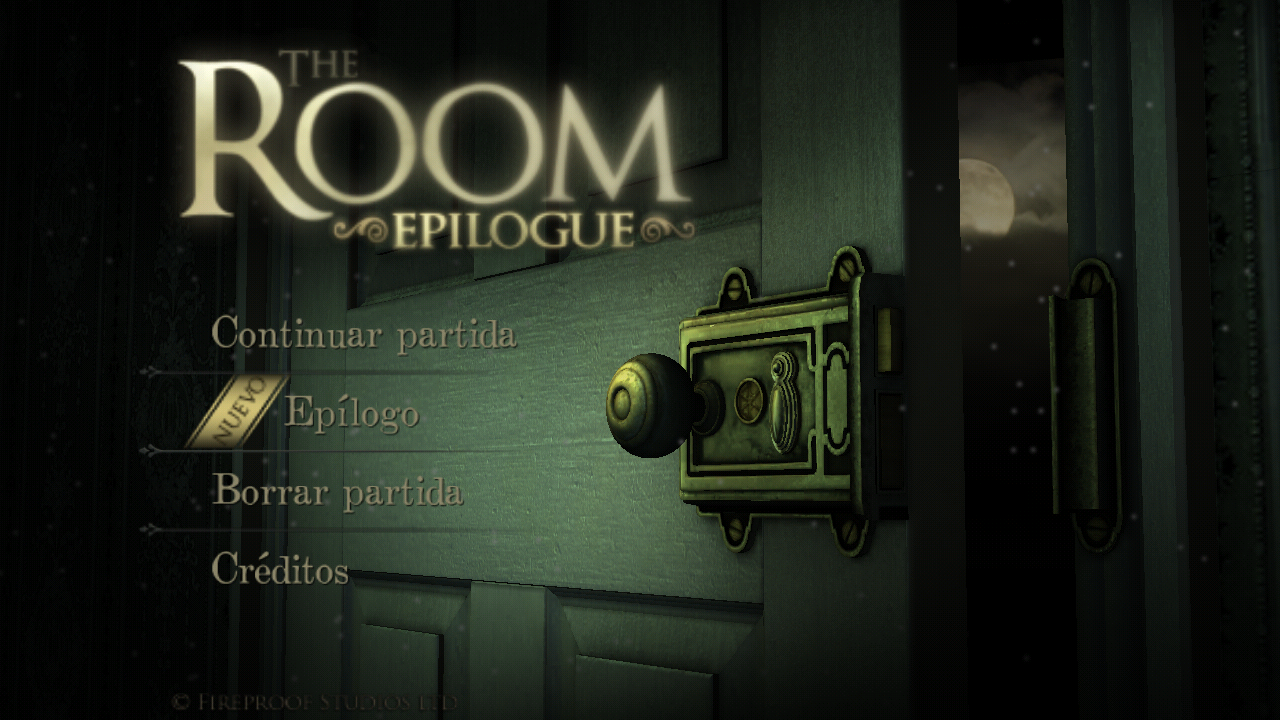 THE
ROOM
EPILOGUE
Continuar partida
NUEVO
Epílogo
Borrar partida
Créditos
© FIREPROOF STUDIOS LTD